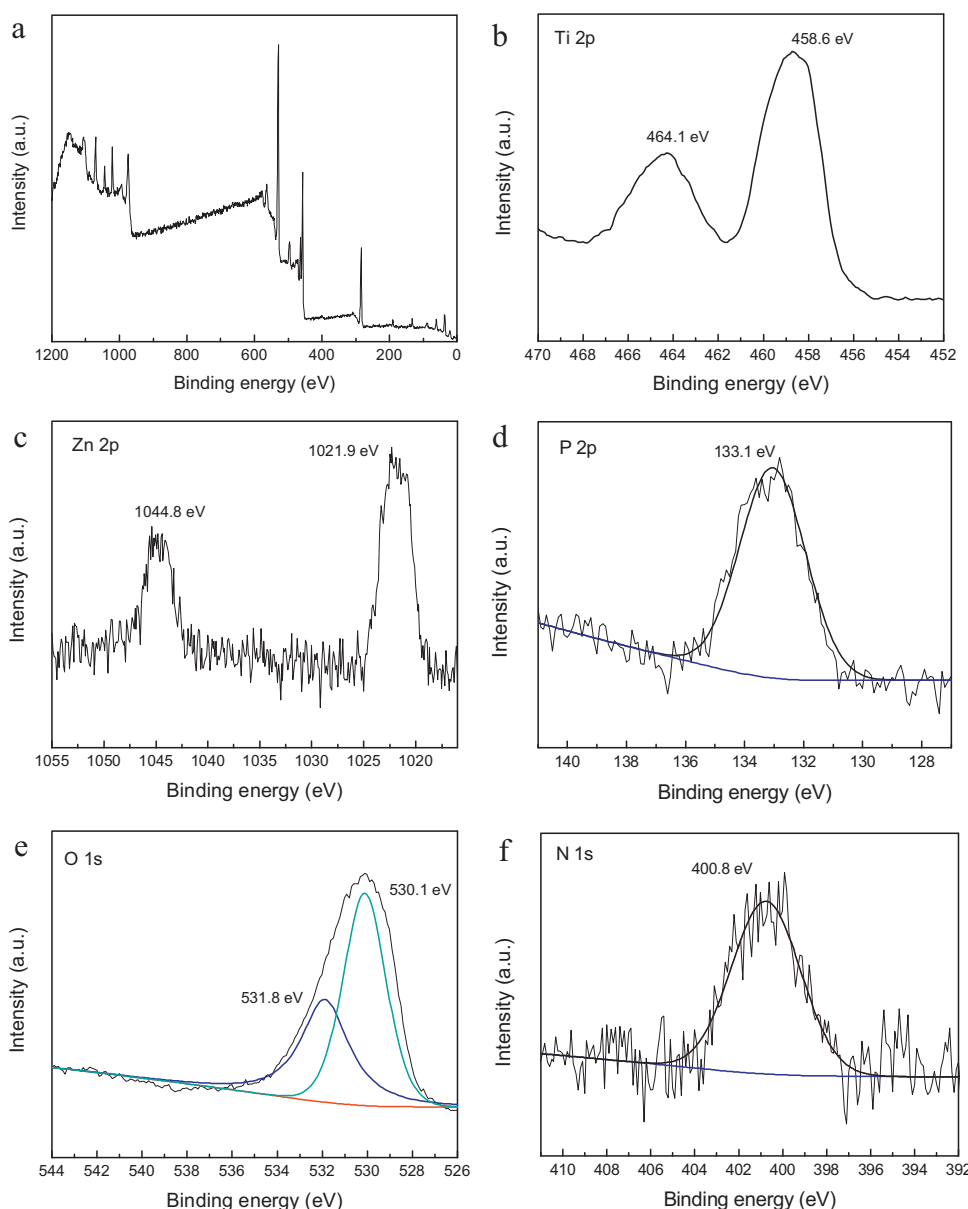 a
Intensity (a.u.)
1200 1000 800 600 400 200 0
Binding energy (eV)
b
Ti 2p
458.6 eV
464.1 eV
Intensity (a.u.)
470 468 466 464 462 460 458 456 454 452
Binding energy (eV)
c
Zn 2p
1021.9 eV
1044.8 eV
Intensity (a.u.)
1055 1050 1045 1040 1035 1030 1025 1020
Binding energy (eV)
d
P 2p
133.1 eV
Intensity (a.u.)
140 138 136 134 132 130 128
Binding energy (eV)
e
O 1s
530.1 eV
531.8 eV
Intensity (a.u.)
544 542 540 538 536 534 532 530 528 526
Binding energy (eV)
f
N 1s
400.8 eV
Intensity (a.u.)
410 408 406 404 402 400 398 396 394 392
Binding energy (eV)